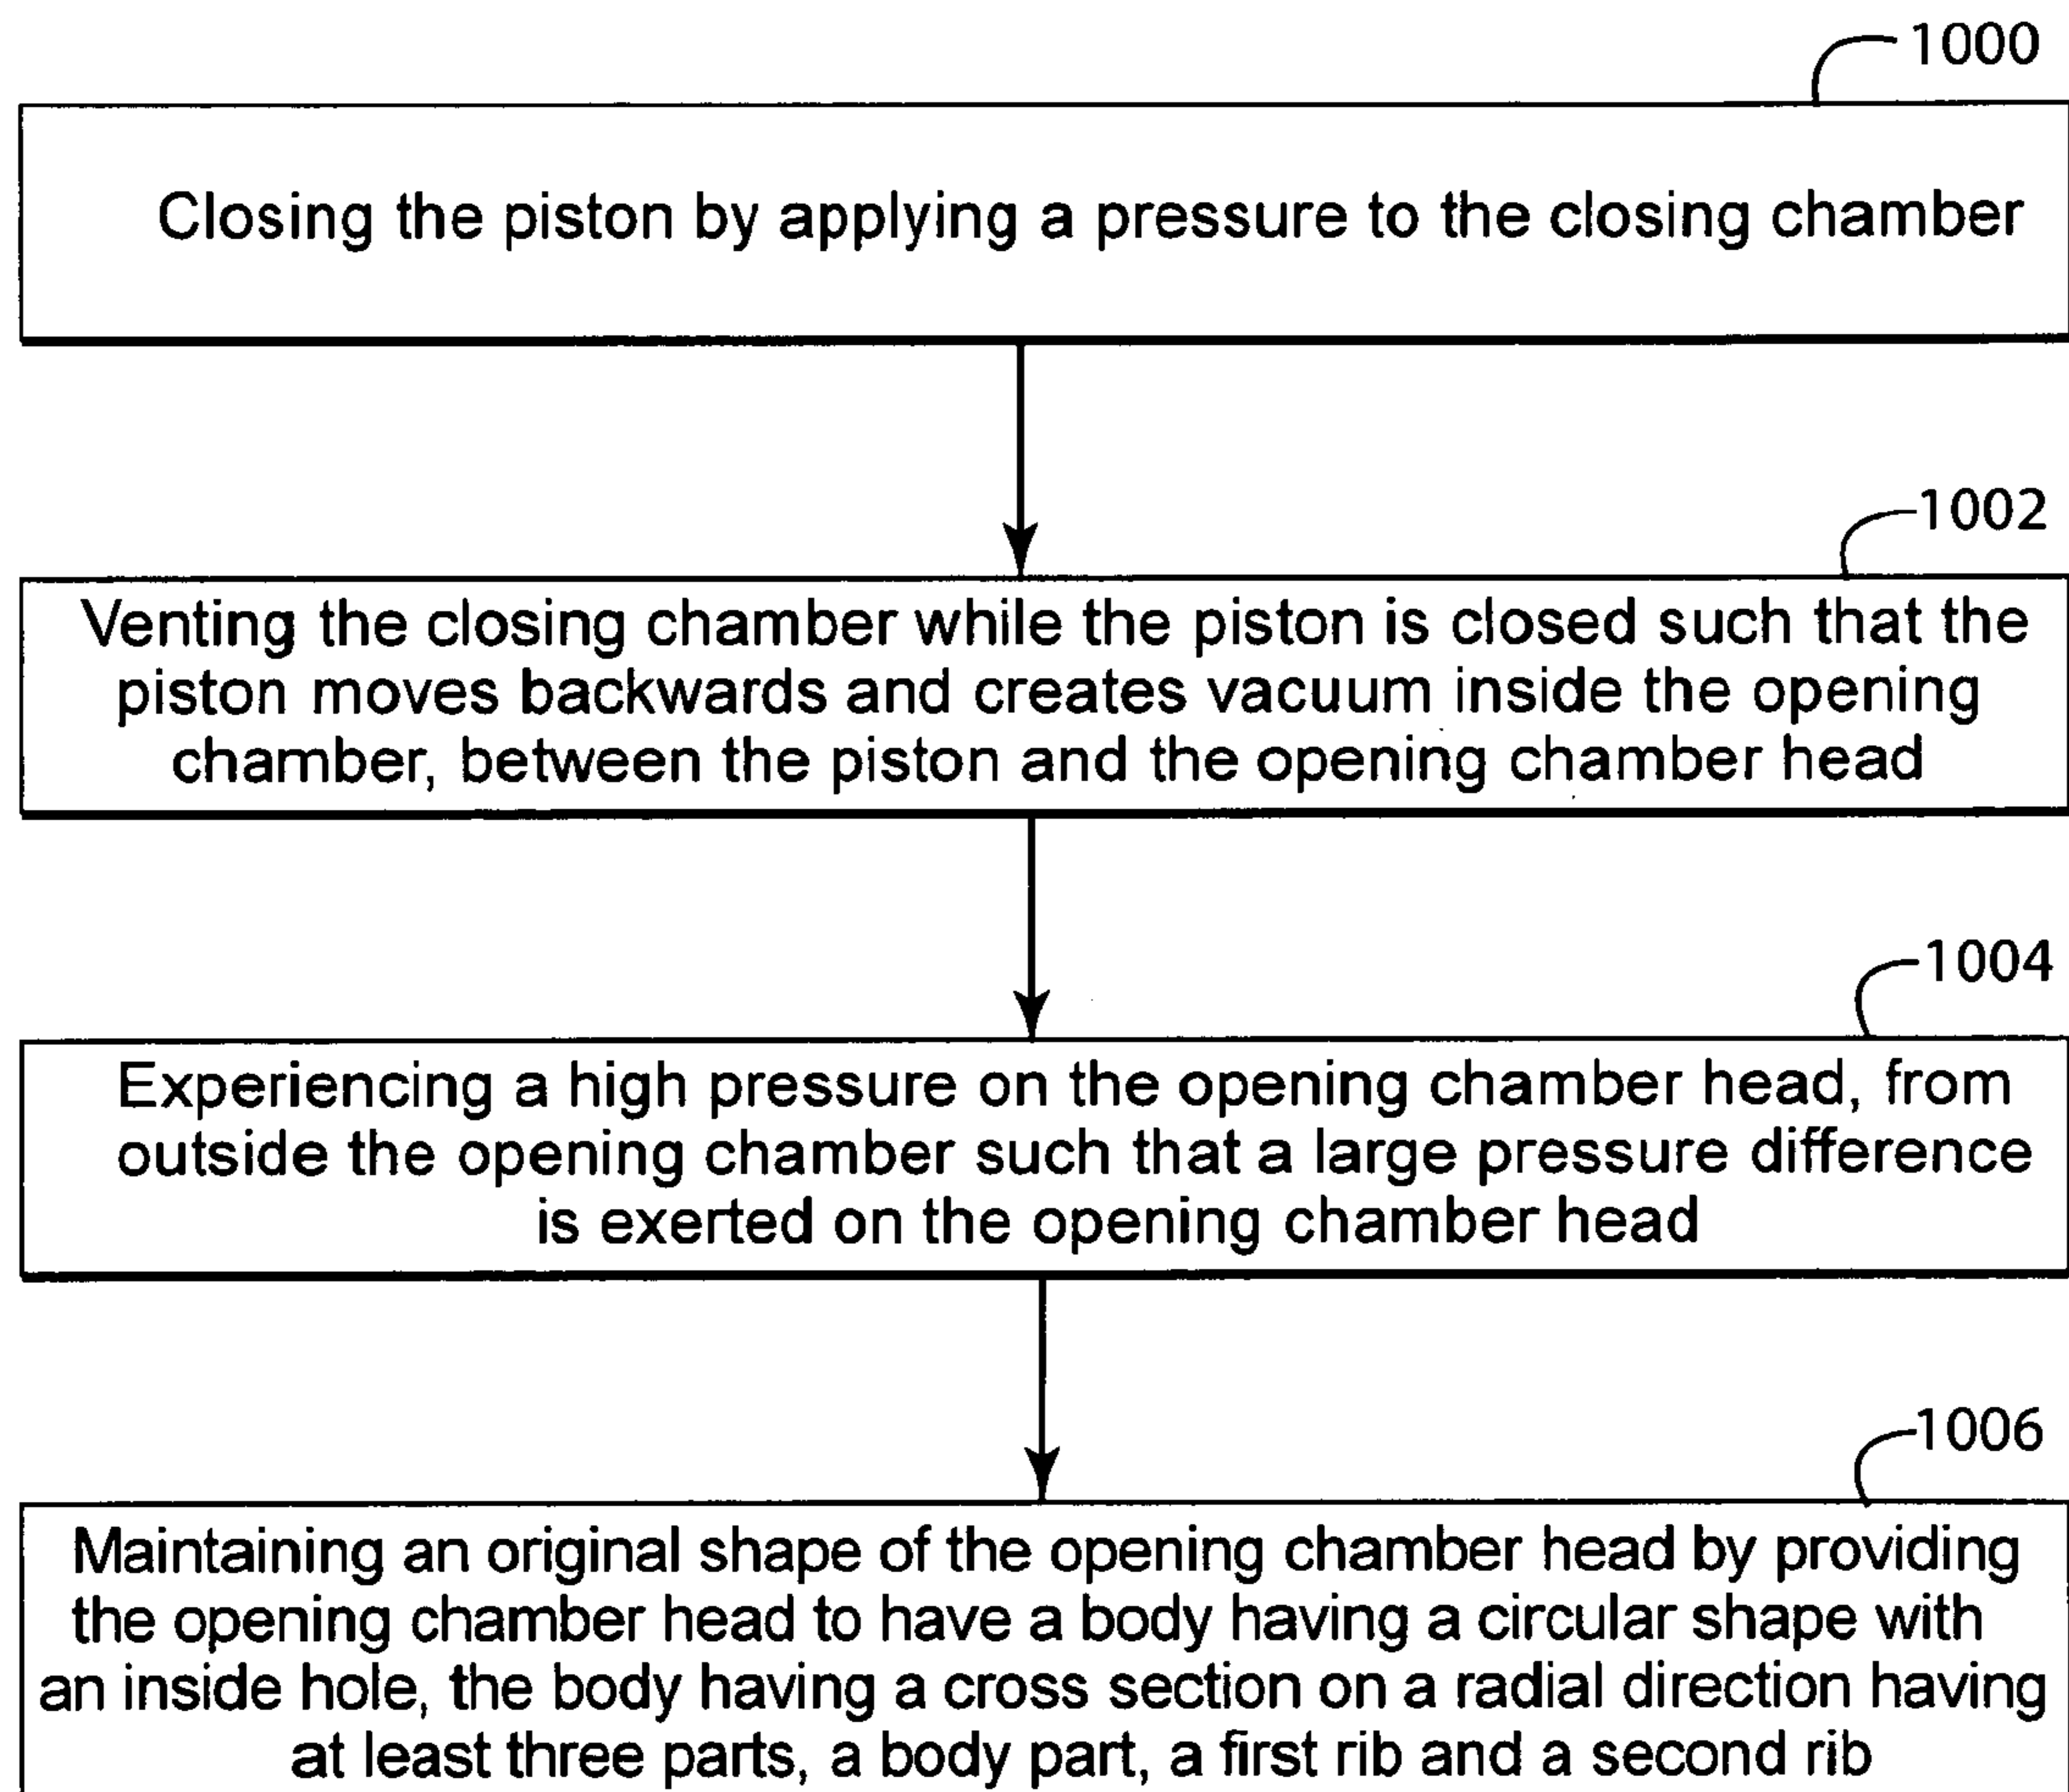 1000
Closing the piston by applying a pressure to the closing chamber
1002
Venting the closing chamber while the piston is closed such that the
piston moves backwards and creates vacuum inside the opening
chamber, between the piston and the opening chamber head
1004
Experiencing a high pressure on the opening chamber head, from
outside the opening chamber such that a large pressure difference
is exerted on the opening chamber head
1006
Maintaining an original shape of the opening chamber head by providing
the opening chamber head to have a body having a circular shape with
an inside hole, the body having a cross section on a radial direction having
at least three parts, a body part, a first rib and a second rib